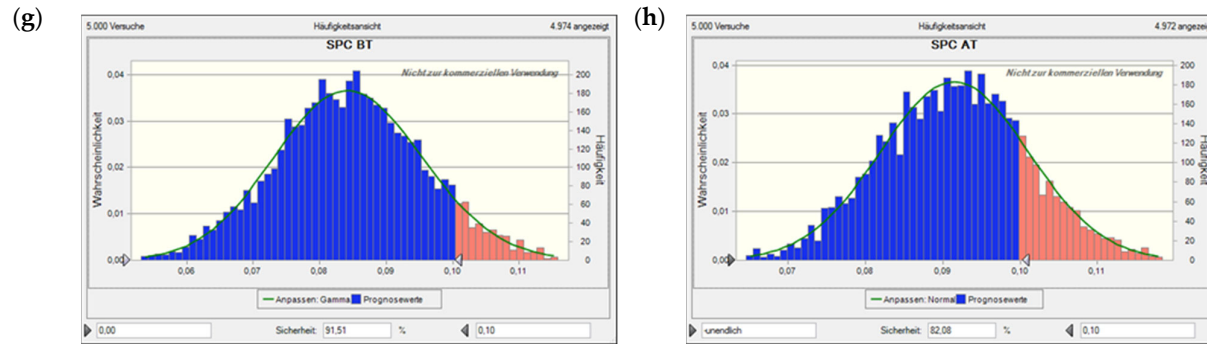 (g)
5.000 Versuche Häufigkeitsansicht 4.974 angezeigt
SPC BT
Nicht zur kommerziellen Verwendung
Wahrscheinlichkeit
0,04
0,03
0,02
0,01
0,00
200
180
160
140
120
100
80
60
40
20
0
Häufigkeit
0,06 0,07 0,08 0,09 0,10 0,11
Anpassen: Gamma Prognosewerte
0,00 Sicherheit: 91,51 % 0,10
(h)
5.000 Versuche Häufigkeitsansicht 4.972 angezeigt
SPC AT
Nicht zur kommerziellen Verwendung
Wahrscheinlichkeit
0,04
0,03
0,02
0,01
0,00
200
180
160
140
120
100
80
60
40
20
0
Häufigkeit
0,07 0,08 0,09 0,10 0,11
Anpassen: Normal Prognosewerte
-unendlich Sicherheit: 82,08 % 0,10